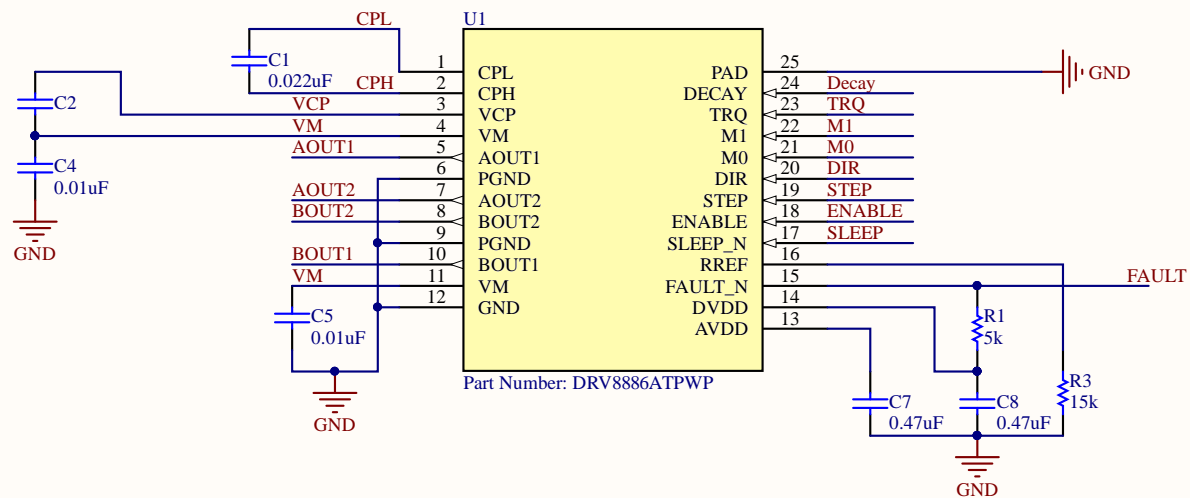 CPL
U1
C1
0.022uF
1
CPL
PAD
25
GND
CPH
2
CPH
DECAY
24
Decay
C2
VCP
3
VCP
TRQ
23
TRQ
VM
4
VM
M1
22
M1
AOUT1
5
AOUT1
M0
21
M0
C4
0.01uF
6
PGND
DIR
20
DIR
AOUT2
7
AOUT2
STEP
19
STEP
BOUT2
8
BOUT2
ENABLE
18
ENABLE
GND
9
PGND
SLEEP_N
17
SLEEP
BOUT1
10
BOUT1
RREF
16
VM
11
VM
FAULT_N
15
FAULT
12
GND
DVDD
14
C5
0.01uF
AVDD
13
R1
5k
Part Number: DRV8886ATPWP
GND
C7
0.47uF
C8
0.47uF
R3
15k
GND